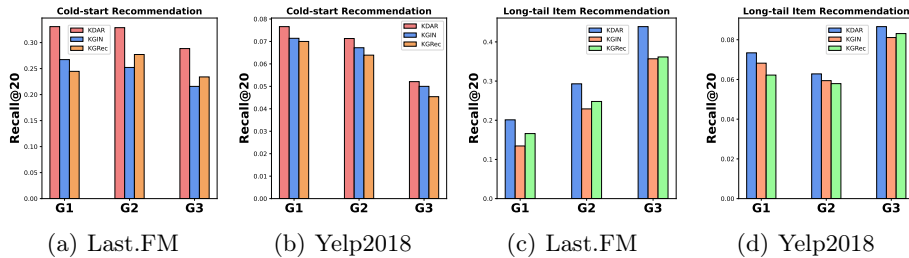 Cold-start Recommendation
Recall@20
0.30
0.25
0.20
0.15
0.10
0.05
0.00
KDAR
KGIN
KGRec
G1 G2 G3
(a) Last.FM
Cold-start Recommendation
Recall@20
0.08
0.07
0.06
0.05
0.04
0.03
0.02
0.01
0.00
KDAR
KGIN
KGRec
G1 G2 G3
(b) Yelp2018
Long-tail Item Recommendation
Recall@20
0.4
0.3
0.2
0.1
0.0
KDAR
KGIN
KGRec
G1 G2 G3
(c) Last.FM
Long-tail Item Recommendation
Recall@20
0.08
0.06
0.04
0.02
0.00
KDAR
KGIN
KGRec
G1 G2 G3
(d) Yelp2018